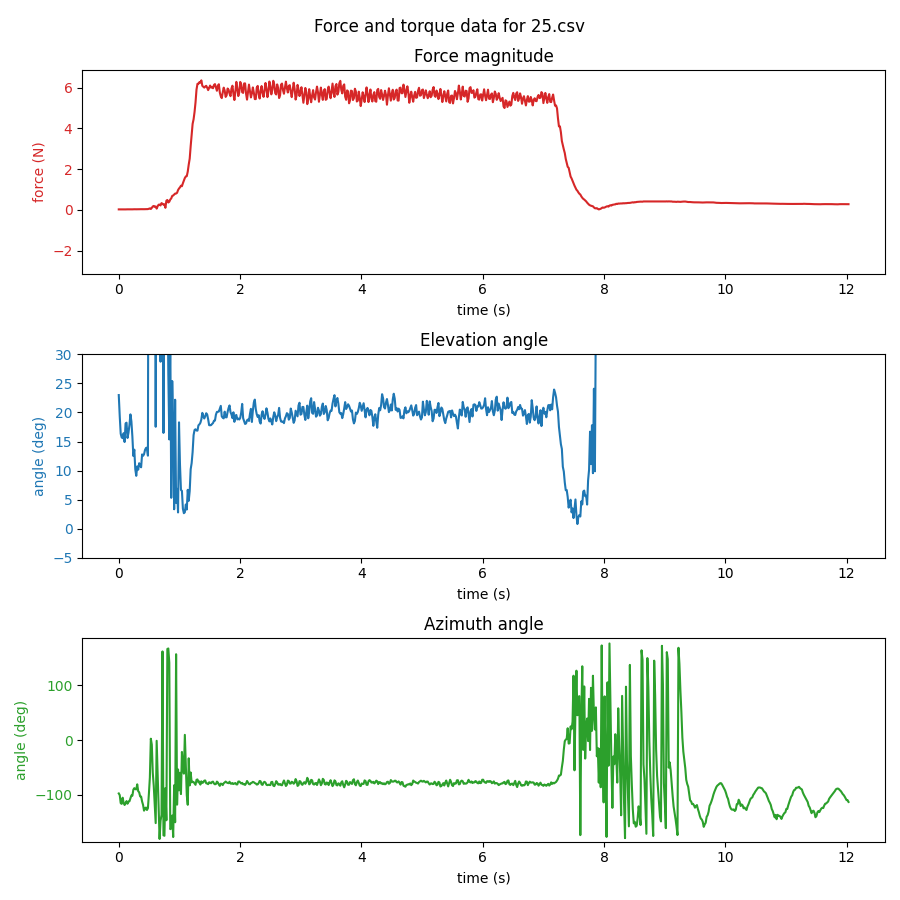 Force and torque data for 25.csv
Force magnitude
6
4
2
0
−2
force (N)
0 2 4 6 8 10 12
time (s)
Elevation angle
30
25
20
15
10
5
0
−5
angle (deg)
0 2 4 6 8 10 12
time (s)
Azimuth angle
100
0
−100
angle (deg)
0 2 4 6 8 10 12
time (s)